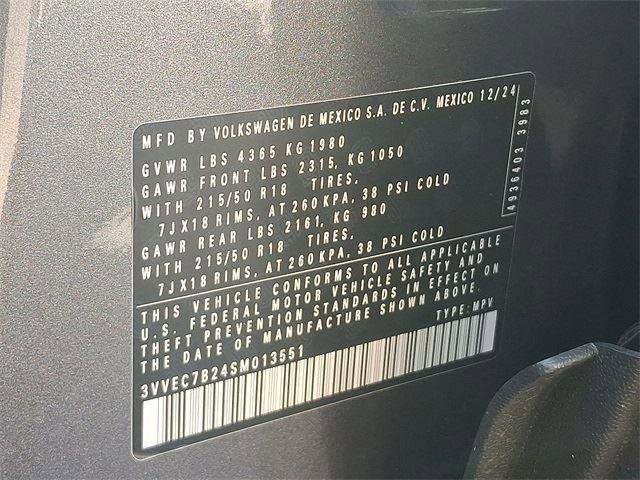 MFD BY VOLKSWAGEN DE MEXICO S.A. DE C.V. MEXICO 12/24
GVWR LBS 4365 KG 1980
GAWR FRONT LBS 2315, KG 1050
WITH 215/50 R18 TIRES,
7JX18 RIMS, AT 260 KPA, 38 PSI COLD
GAWR REAR LBS 2161, KG 980
WITH 215/50 R18 TIRES,
7JX18 RIMS, AT 260 KPA, 38 PSI COLD
4936403 3983
THIS VEHICLE CONFORMS TO ALL APPLICABLE
U.S. FEDERAL MOTOR VEHICLE SAFETY AND
THEFT PREVENTION STANDARDS IN EFFECT ON
THE DATE OF MANUFACTURE SHOWN ABOVE.
3VVEC7B24SM013551 TYPE: MPV